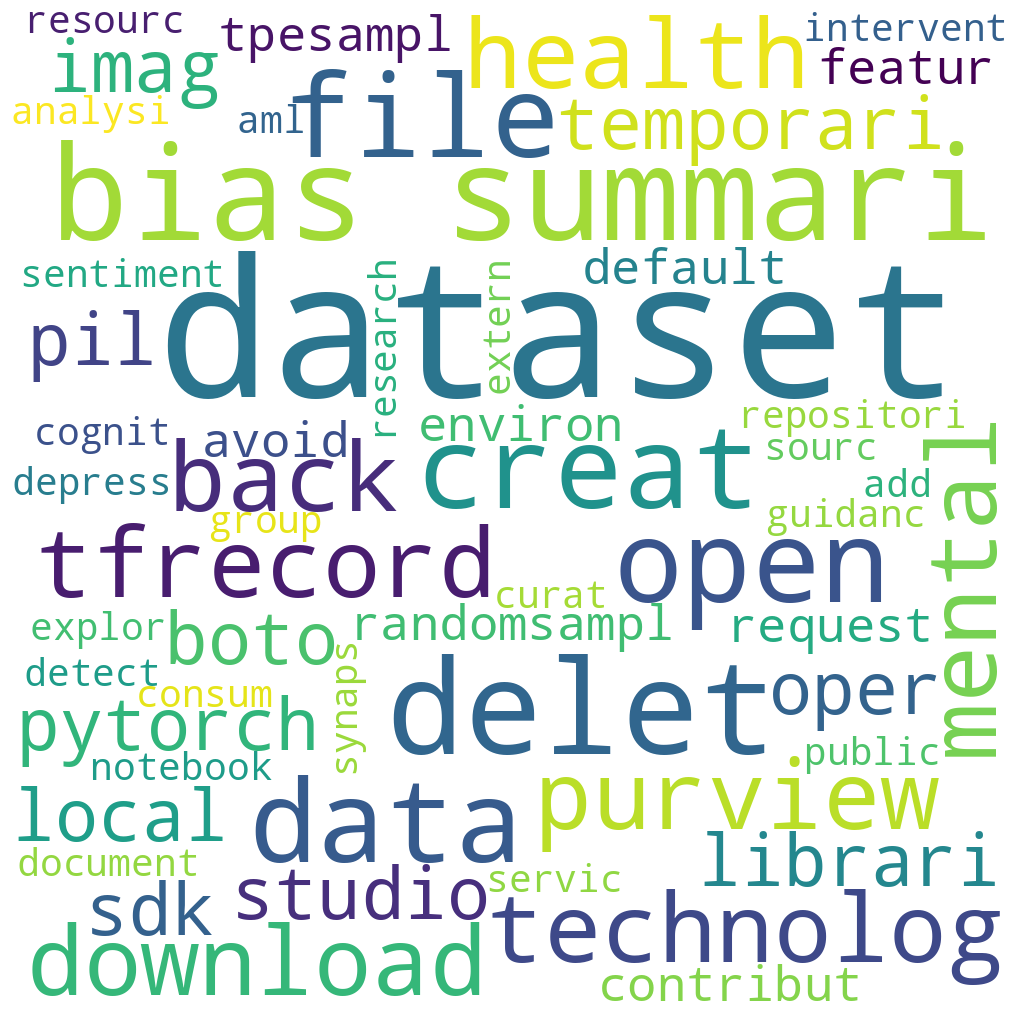 resourc
tpesampl
health
intervent
imag
featur
file
analysi
aml
temporari
bias summari
sentiment
dataset
research
extern
default
pil
cognit
avoid
environ
repositori
mental
depress
back
creat
sourc
add
group
guidanc
tfrecord
open
curat
explor
boto
randomsampl
request
detect
consum
synaps
delet
oper
pytorch
notebook
public
local
data
purview
document
sdk
studio
servic
librari
download
technolog
contribut